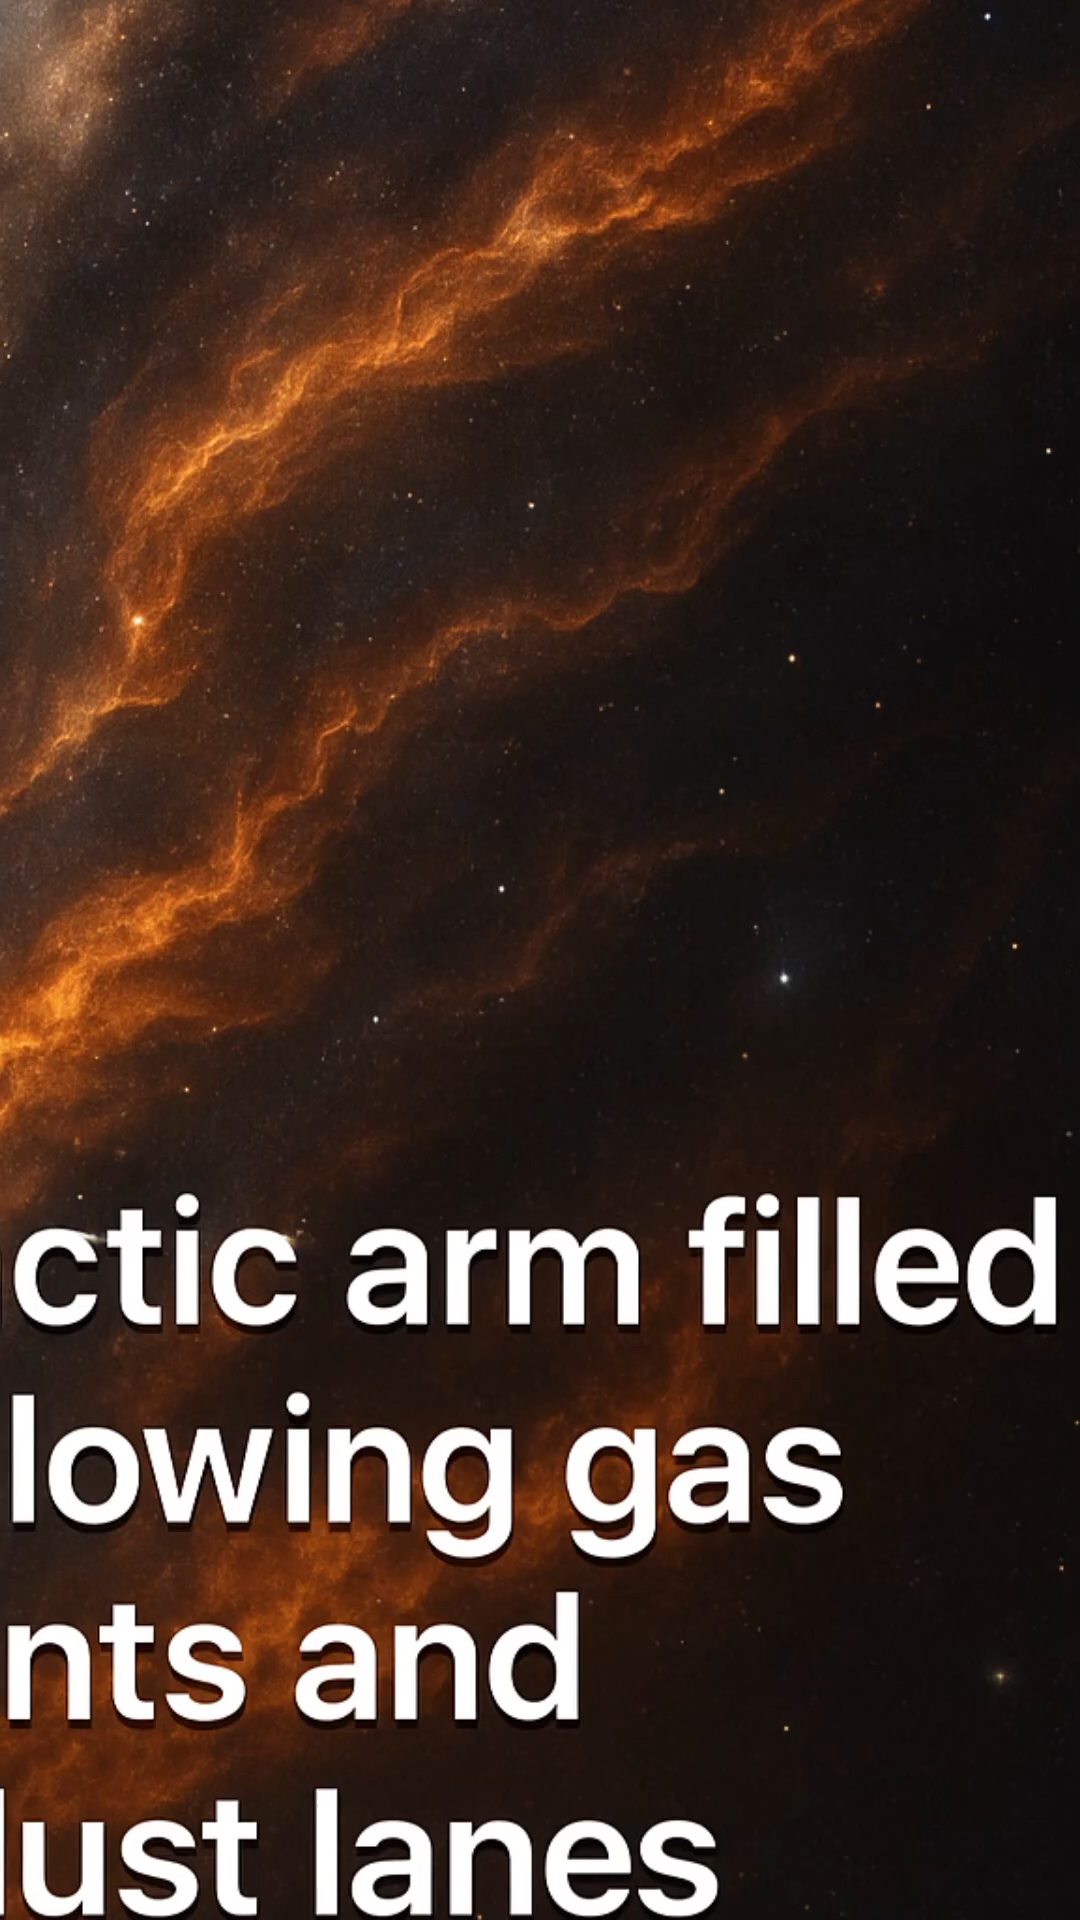 ctic arm filled
lowing gas
nts and
lust lanes